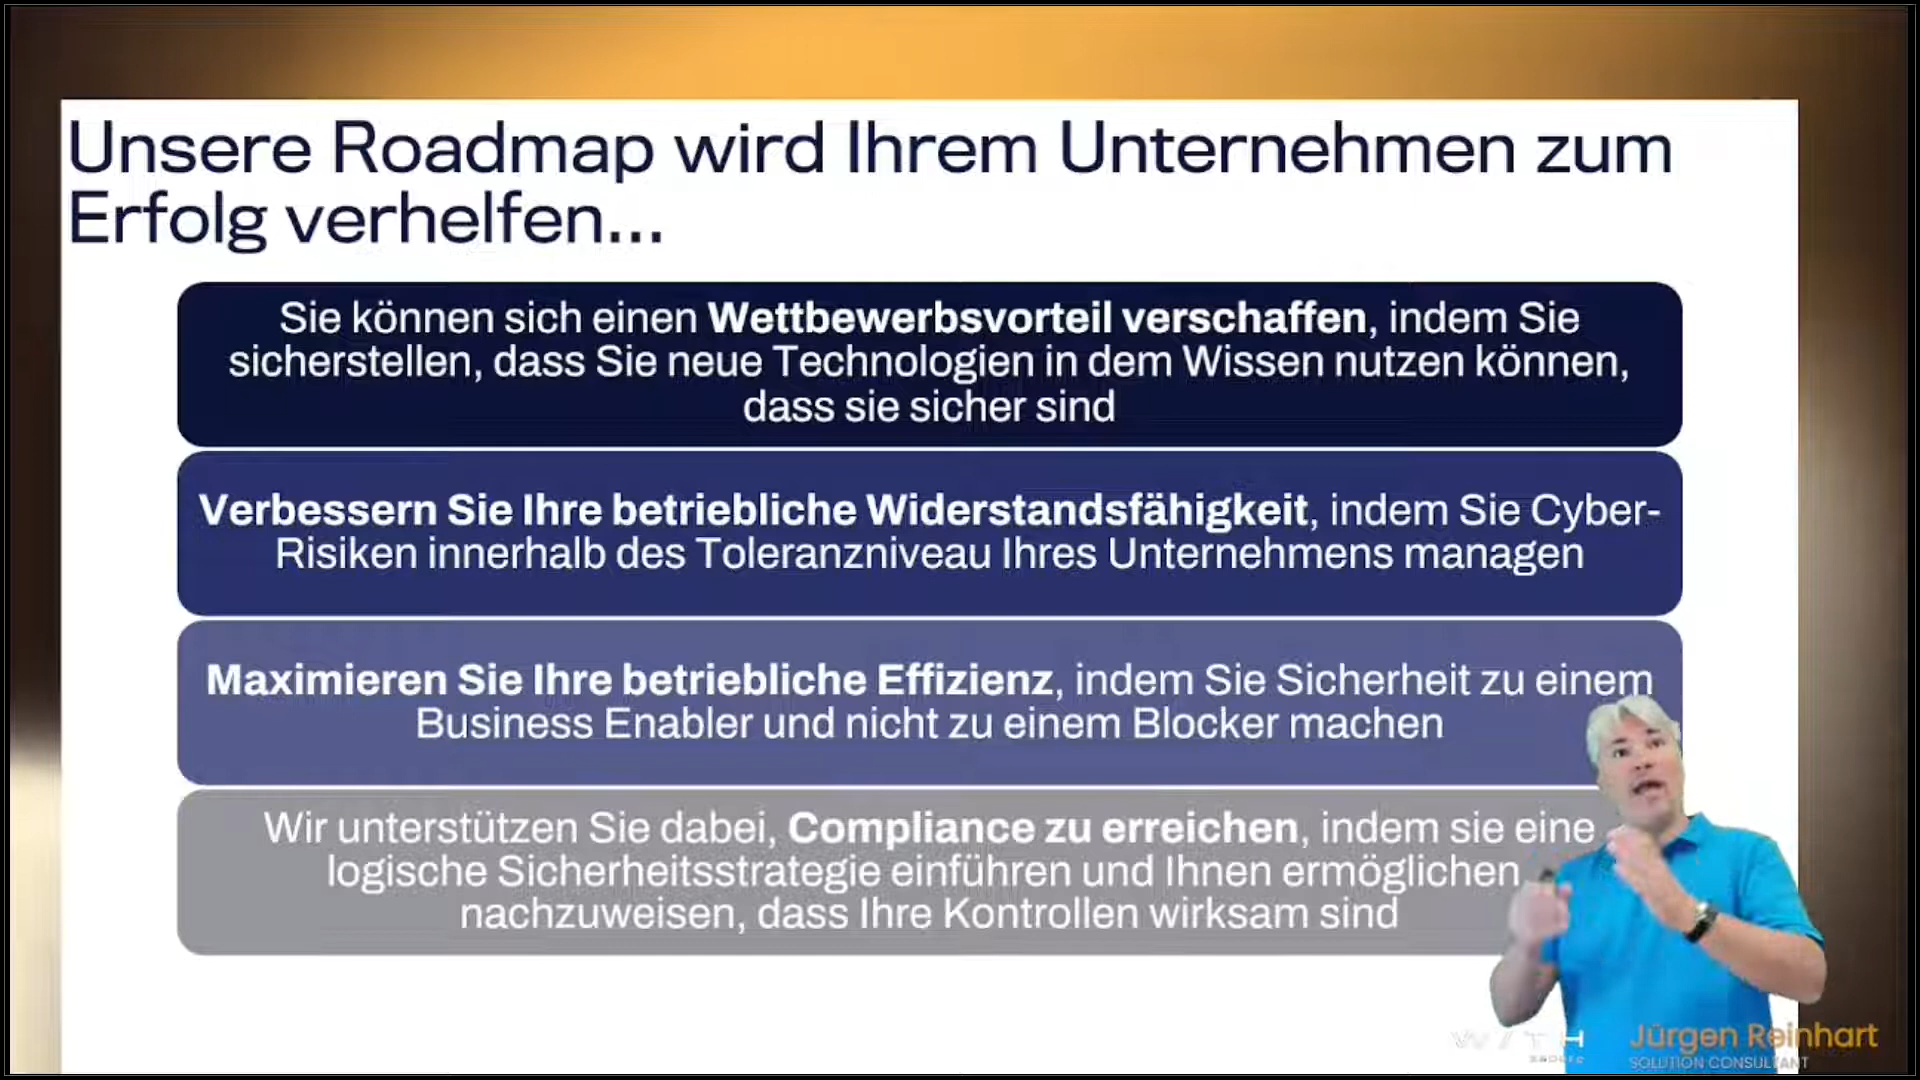 Unsere Roadmap wird Ihrem Unternehmen zum
Erfolg verhelfen...
Sie können sich einen Wettbewerbsvorteil verschaffen, indem Sie
sicherstellen, dass Sie neue Technologien in dem Wissen nutzen können,
dass sie sicher sind
Verbessern Sie Ihre betriebliche Widerstandsfähigkeit, indem Sie Cyber-
Risiken innerhalb des Toleranzniveau Ihres Unternehmens managen
Maximieren Sie Ihre betriebliche Effizienz, indem Sie Sicherheit zu einem
Business Enabler und nicht zu einem Blocker machen
Wir unterstützen Sie dabei, Compliance zu erreichen, indem sie eine
logische Sicherheitsstrategie einführen und Ihnen ermöglichen,
nachzuweisen, dass Ihre Kontrollen wirksam sind
W/TH
Jürgen Reinhart
SOLUTION CONSULTANT